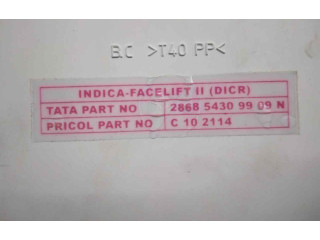 B.C >T40 PP<
INDICA-FACELIFT II (DICR)
TATA PART NO 2868 5430 99 09 N
PRICOL PART NO C 10 2114